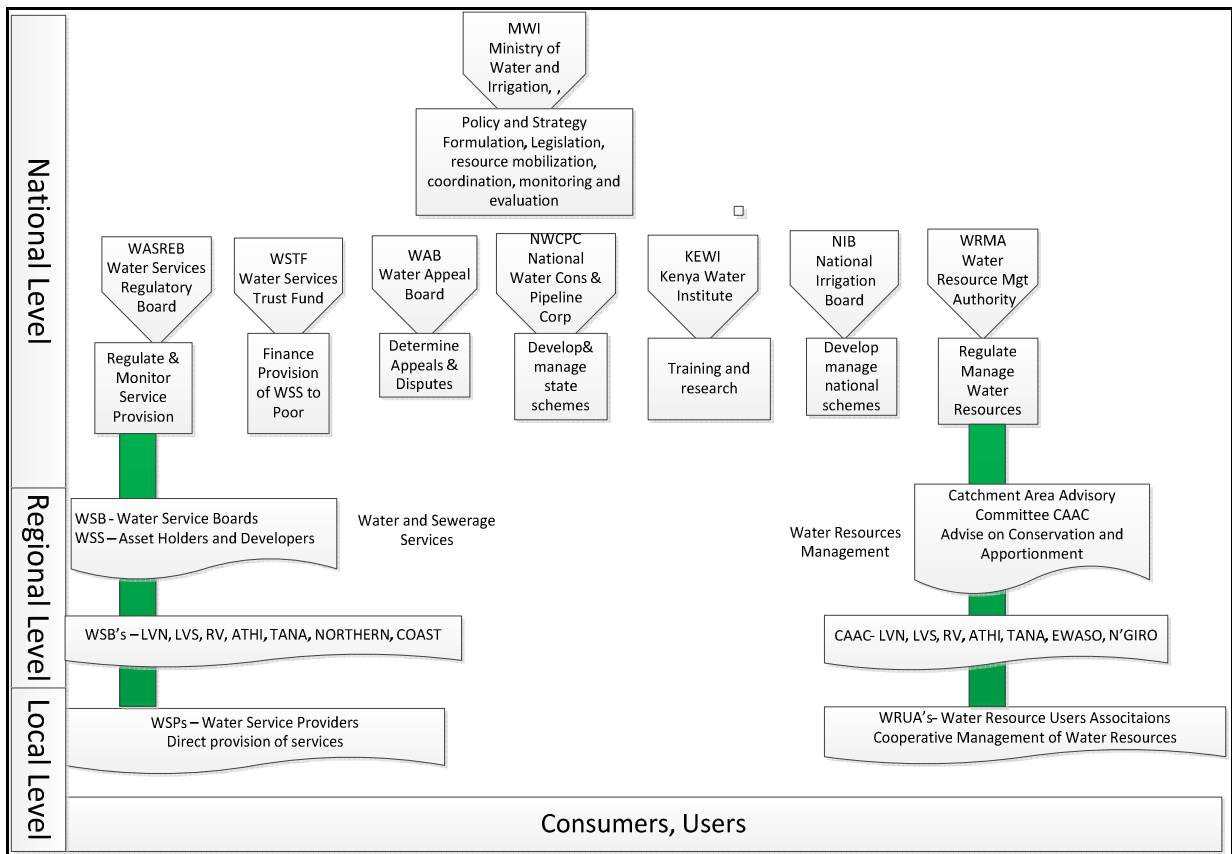 National Level
MWI
Ministry of
Water and
Irrigation, ,
Policy and Strategy
Formulation, Legislation,
resource mobilization,
coordination, monitoring and
evaluation
WASREB
Water Services
Regulatory
Board
Regulate &
Monitor
Service
Provision
WSTF
Water Services
Trust Fund
Finance
Provision
of WSS to
Poor
WAB
Water Appeal
Board
Determine
Appeals &
Disputes
NWCPC
National
Water Cons &
Pipeline
Corp
Develop&
manage
state
schemes
KEWI
Kenya Water
Institute
Training and
research
NIB
National
Irrigation
Board
Develop
manage
national
schemes
WRMA
Water
Resource Mgt
Authority
Regulate
Manage
Water
Resources
Regional Level
WSB - Water Service Boards
WSS – Asset Holders and Developers
Water and Sewerage
Services
Water Resources
Management
Catchment Area Advisory
Committee CAAC
Advise on Conservation and
Apportionment
WSB's – LVN, LVS, RV, ATHI, TANA, NORTHERN, COAST
CAAC- LVN, LVS, RV, ATHI, TANA, EWASO, N'GIRO
Local Level
WSPs – Water Service Providers
Direct provision of services
WRUA's– Water Resource Users Associtaions
Cooperative Management of Water Resources
Consumers, Users